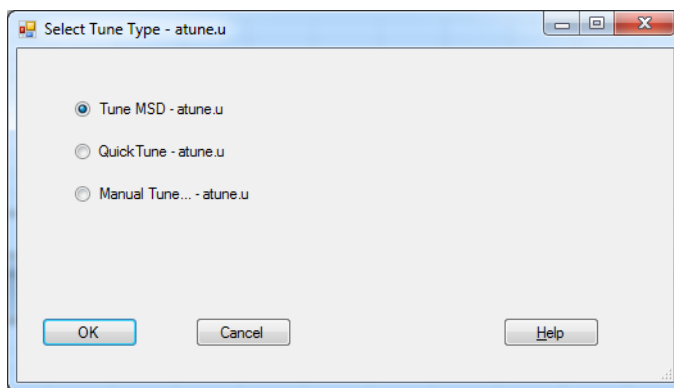 Select Tune Type - atune.u
Tune MSD - atune.u
QuickTune - atune.u
Manual Tune... - atune.u
OK
Cancel
Help